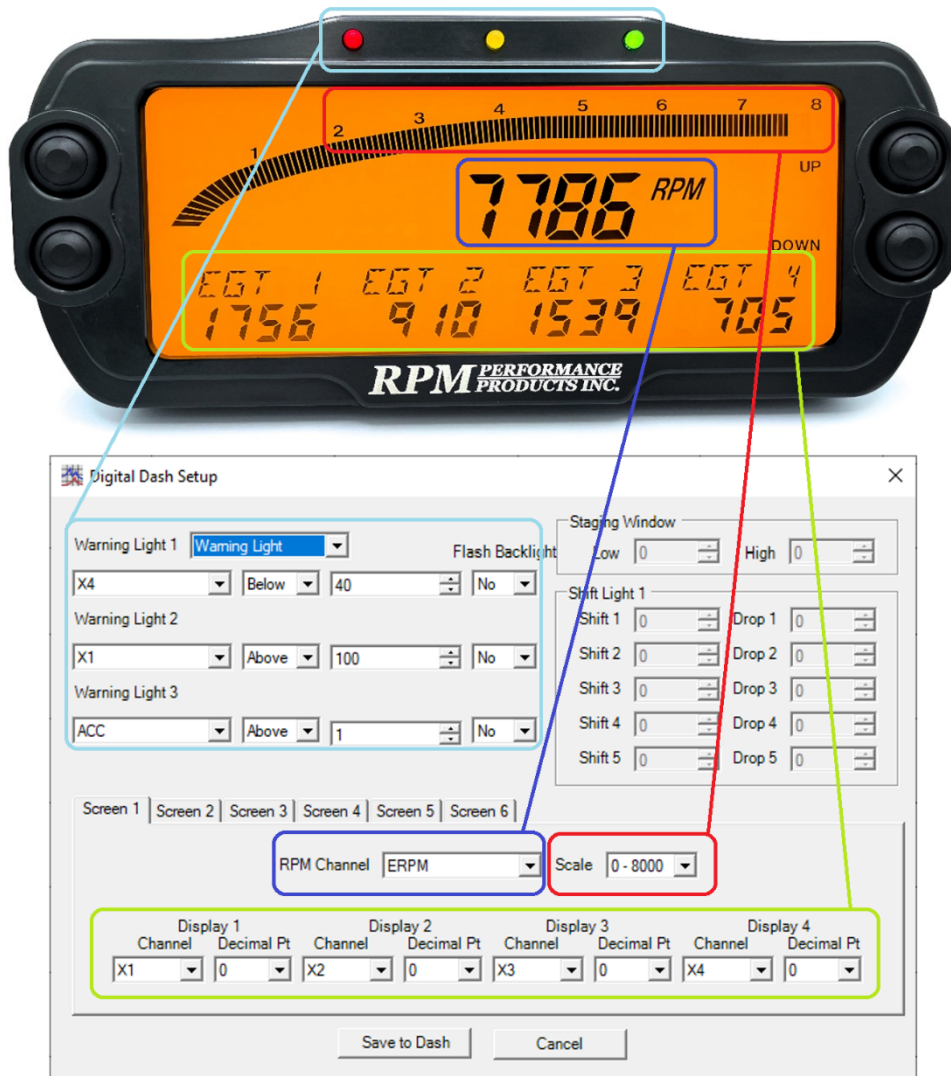 1 2 3 4 5 6 7 8
UP
7786 RPM
DOWN
EGT 1 EGT 2 EGT 3 EGT 4
1756 910 1539 705
RPM PERFORMANCE PRODUCTS INC.
Digital Dash Setup
Warning Light 1 Warning Light Flash Backlight
X4 Below 40 No
Warning Light 2
X1 Above 100 No
Warning Light 3
ACC Above 1 No
Staging Window
Low 0 High 0
Shift Light 1
Shift 1 0 Drop 1 0
Shift 2 0 Drop 2 0
Shift 3 0 Drop 3 0
Shift 4 0 Drop 4 0
Shift 5 0 Drop 5 0
Screen 1 Screen 2 Screen 3 Screen 4 Screen 5 Screen 6
RPM Channel ERPM Scale 0 - 8000
Display 1 Display 2 Display 3 Display 4
Channel Decimal Pt Channel Decimal Pt Channel Decimal Pt Channel Decimal Pt
X1 0 X2 0 X3 0 X4 0
Save to Dash Cancel